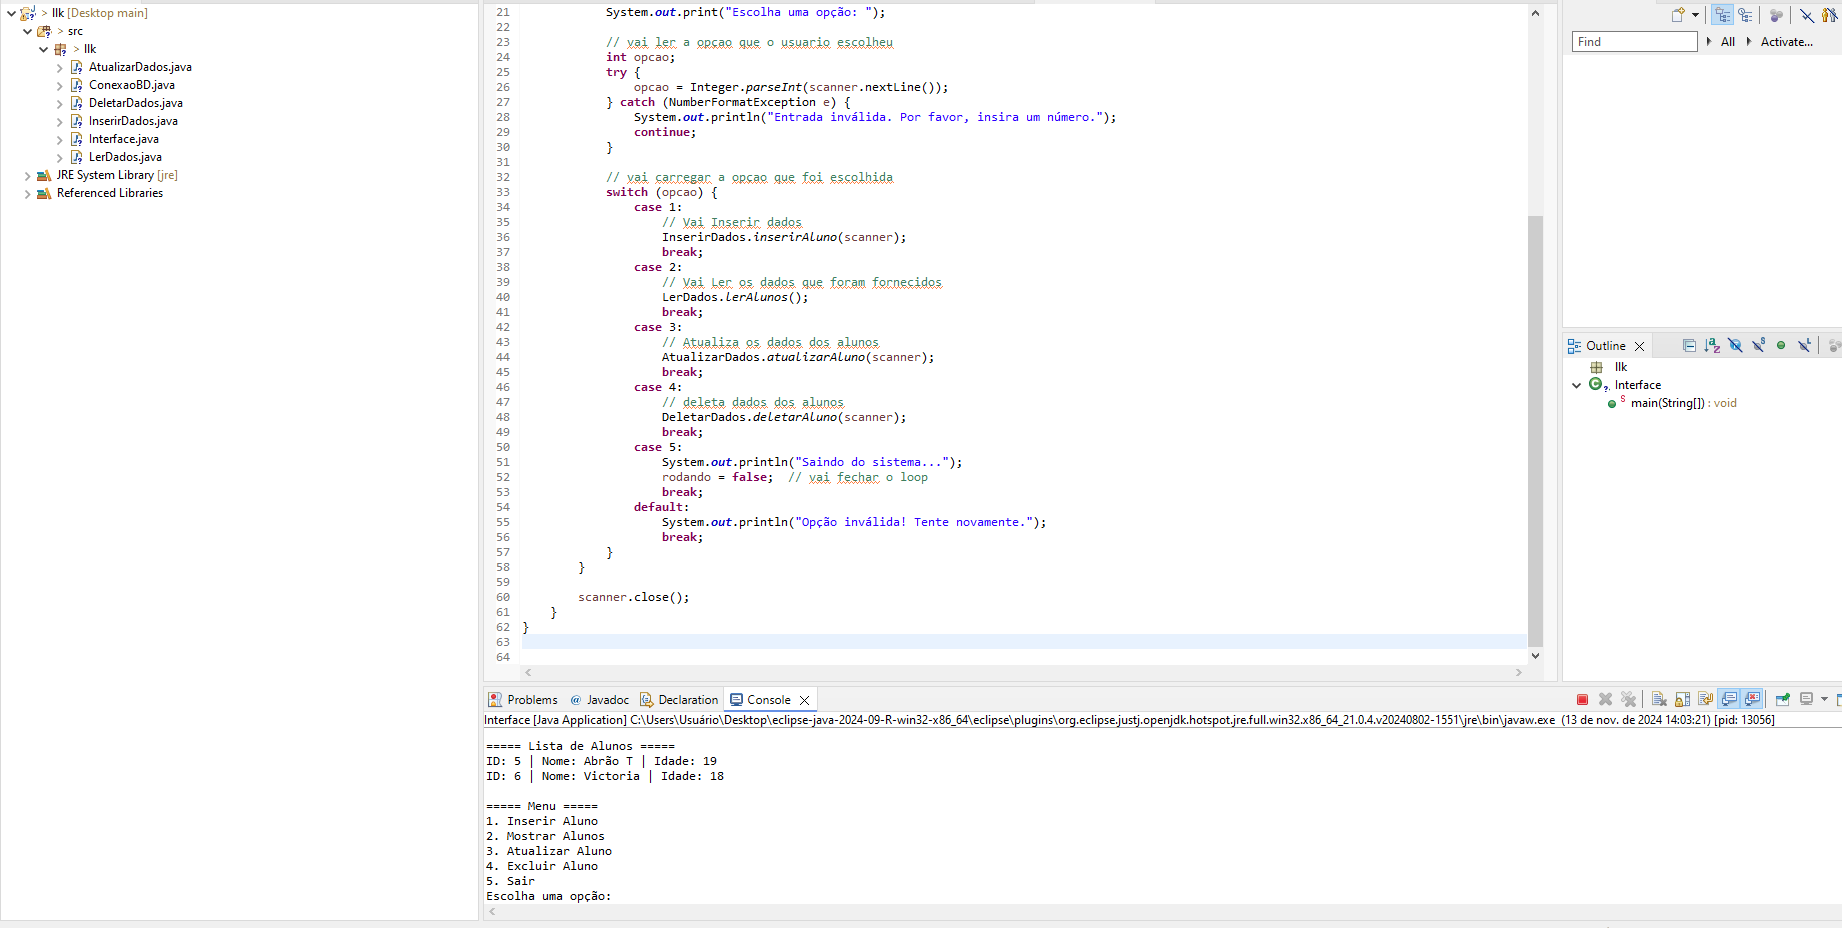 llk [Desktop main]
> src
> llk
AtualizarDados.java
ConexaoBD.java
DeletarDados.java
InserirDados.java
Interface.java
LerDados.java
JRE System Library [jre]
Referenced Libraries
21 System.out.print("Escolha uma opção: ");
22
23 // vai ler a opcao que o usuario escolheu
24 int opcao;
25 try {
26 opcao = Integer.parseInt(scanner.nextLine());
27 } catch (NumberFormatException e) {
28 System.out.println("Entrada inválida. Por favor, insira um número.");
29 continue;
30 }
31
32 // vai carregar a opcao que foi escolhida
33 switch (opcao) {
34 case 1:
35 // Vai Inserir dados
36 InserirDados.inserirAluno(scanner);
37 break;
38 case 2:
39 // Vai Ler os dados que foram fornecidos
40 LerDados.lerAlunos();
41 break;
42 case 3:
43 // Atualiza os dados dos alunos
44 AtualizarDados.atualizarAluno(scanner);
45 break;
46 case 4:
47 // deleta dados dos alunos
48 DeletarDados.deletarAluno(scanner);
49 break;
50 case 5:
51 System.out.println("Saindo do sistema...");
52 rodando = false; // vai fechar o loop
53 break;
54 default:
55 System.out.println("Opção inválida! Tente novamente.");
56 break;
57 }
58 }
59
60 scanner.close();
61 }
62 }
63
64
Find
All
Activate...
Outline
llk
Interface
main(String[]) : void
Problems
Javadoc
Declaration
Console
Interface [Java Application] C:\Users\Usuário\Desktop\eclipse-java-2024-09-R-win32-x86_64\eclipse\plugins\org.eclipse.justj.openjdk.hotspot.jre.full.win32.x86_64_21.0.4.v20240802-1551\jre\bin\javaw.exe (13 de nov. de 2024 14:03:21) [pid: 13056]
===== Lista de Alunos =====
ID: 5 | Nome: Abrão T | Idade: 19
ID: 6 | Nome: Victoria | Idade: 18
===== Menu =====
1. Inserir Aluno
2. Mostrar Alunos
3. Atualizar Aluno
4. Excluir Aluno
5. Sair
Escolha uma opção: